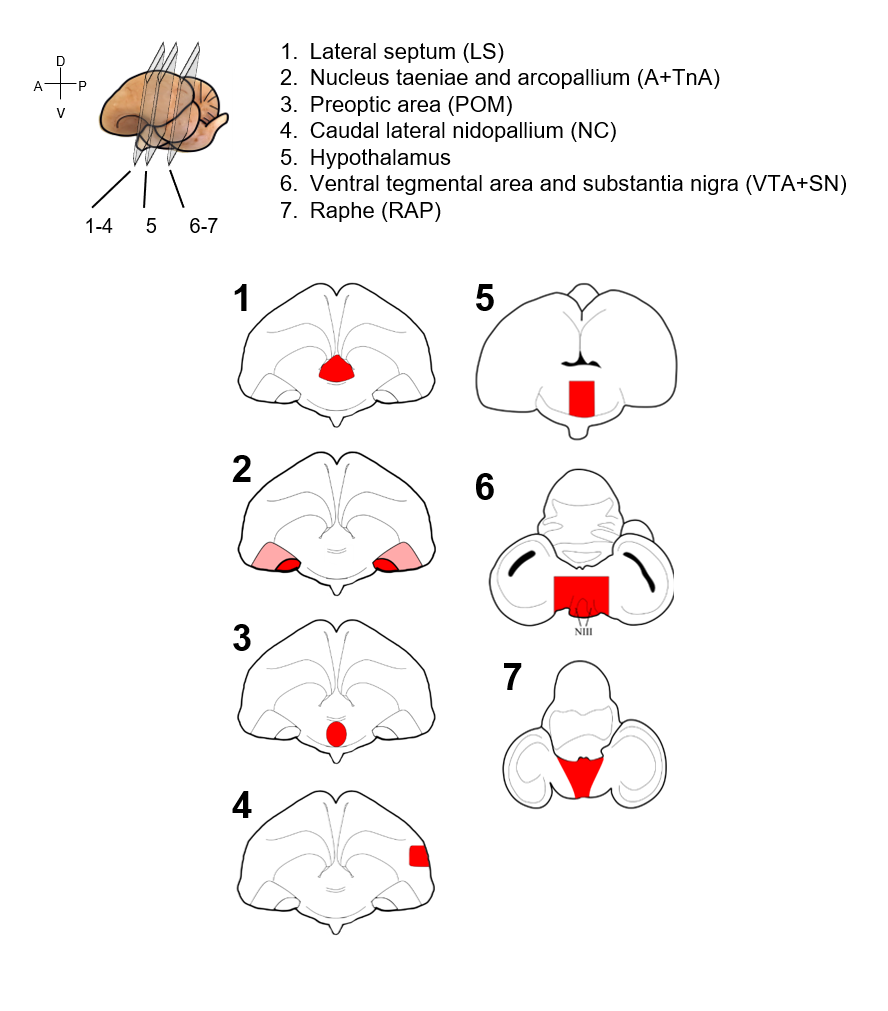 D
A P
V
1-4 5 6-7
1. Lateral septum (LS)
2. Nucleus taeniae and arcopallium (A+TnA)
3. Preoptic area (POM)
4. Caudal lateral nidopallium (NC)
5. Hypothalamus
6. Ventral tegmental area and substantia nigra (VTA+SN)
7. Raphe (RAP)
1
2
3
4
5
6
NIII
7